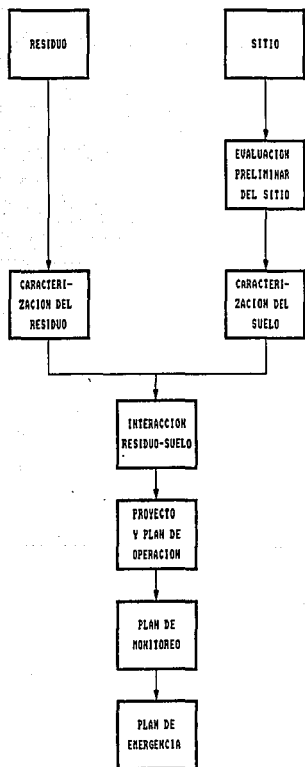 RESIDUO
SITIO
EVALUACION
PRELIMINAR
DEL SITIO
CARACTERI-
ZACION DEL
RESIDUO
CARACTERI-
ZACION DEL
SUELO
INTERACCION
RESIDUO-SUELO
PROYECTO
Y PLAN DE
OPERACION
PLAN DE
MONITOREO
PLAN DE
EMERGENCIA